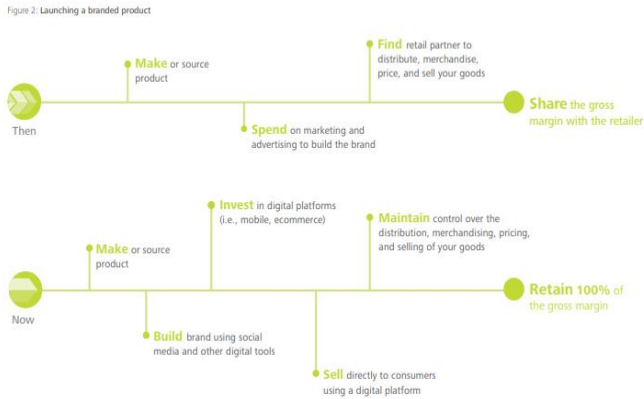 Figure 2: Launching a branded product
Find retail partner to
distribute, merchandise,
price, and sell your goods
Make or source
product
Share the gross
margin with the retailer
Then
Spend on marketing and
advertising to build the brand
Invest in digital platforms
(i.e., mobile, ecommerce)
Maintain control over the
distribution, merchandising, pricing,
and selling of your goods
Make or source
product
Retain 100% of
the gross margin
Now
Build brand using social
media and other digital tools
Sell directly to consumers
using a digital platform